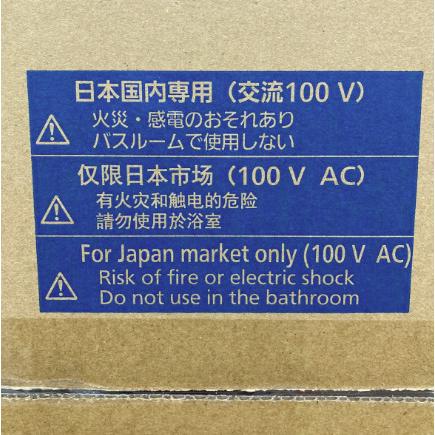 日本国内専用（交流100 V）
火災・感電のおそれあり
バスルームで使用しない
仅限日本市场（100 V AC）
有火灾和触电的危险
請勿使用於浴室
For Japan market only (100 V AC)
Risk of fire or electric shock
Do not use in the bathroom